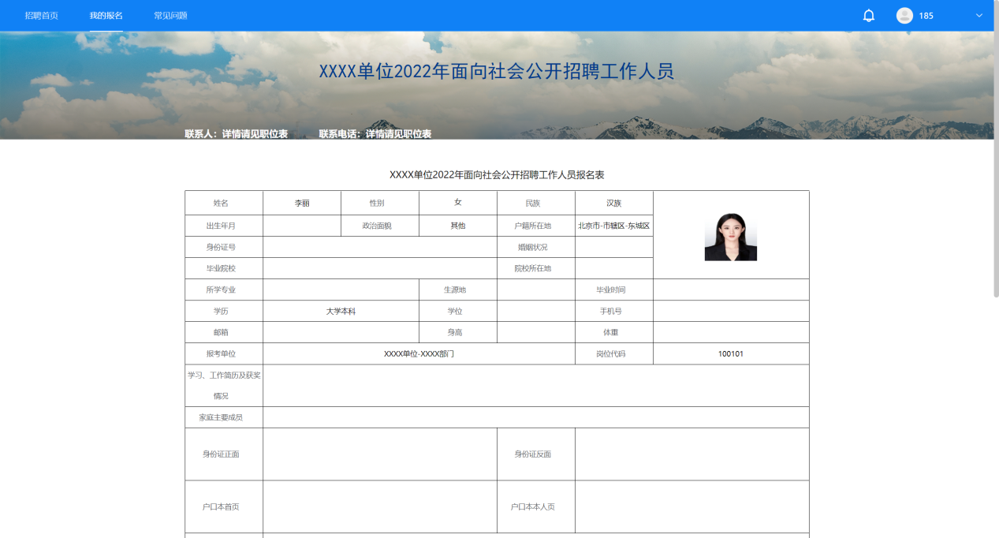 招聘首页 我的报名 常见问题 185
XXXX单位2022年面向社会公开招聘工作人员
联系人：详情请见职位表 联系电话：详情请见职位表
XXXX单位2022年面向社会公开招聘工作人员报名表
姓名 李丽 性别 女 民族 汉族
出生年月 政治面貌 其他 户籍所在地 北京市-市辖区-东城区
身份证号 婚姻状况
毕业院校 院校所在地
所学专业 生源地 毕业时间
学历 大学本科 学位 手机号
邮箱 身高 体重
报考单位 XXXX单位-XXXX部门 岗位代码 100101
学习、工作简历及获奖
情况
家庭主要成员
身份证正面 身份证反面
户口本首页 户口本本人页